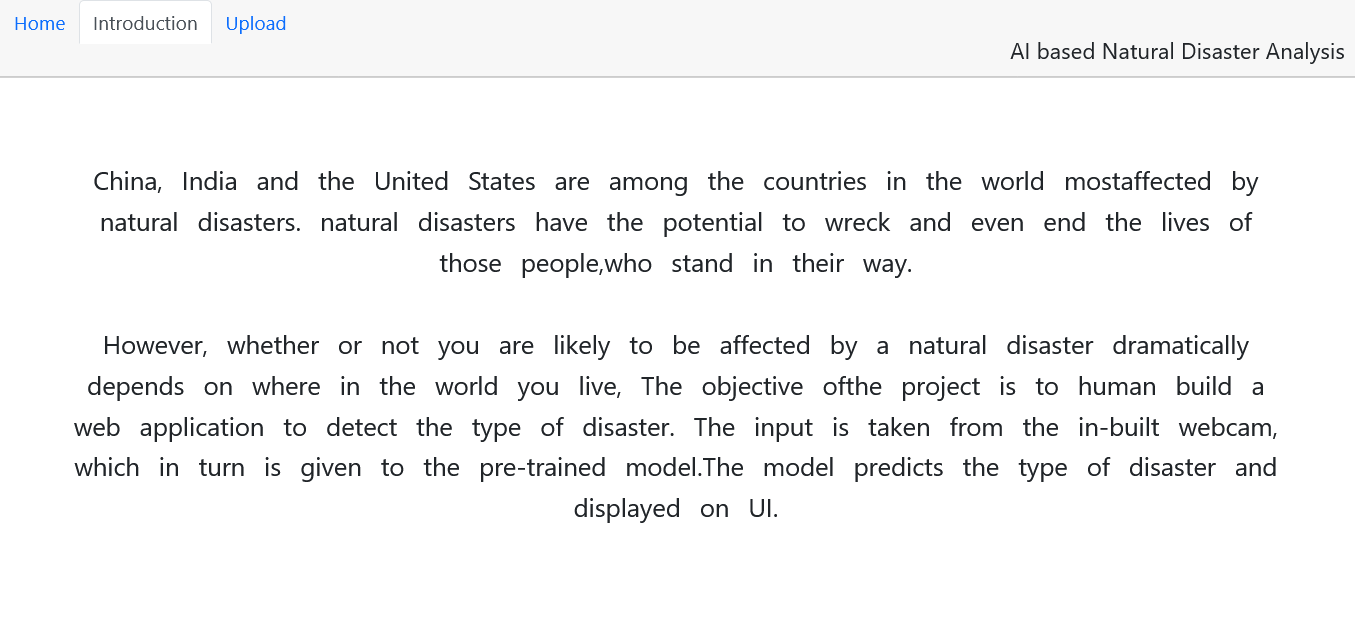 Home Introduction Upload
AI based Natural Disaster Analysis
China, India and the United States are among the countries in the world mostaffected by
natural disasters. natural disasters have the potential to wreck and even end the lives of
those people,who stand in their way.
However, whether or not you are likely to be affected by a natural disaster dramatically
depends on where in the world you live, The objective ofthe project is to human build a
web application to detect the type of disaster. The input is taken from the in-built webcam,
which in turn is given to the pre-trained model.The model predicts the type of disaster and
displayed on UI.